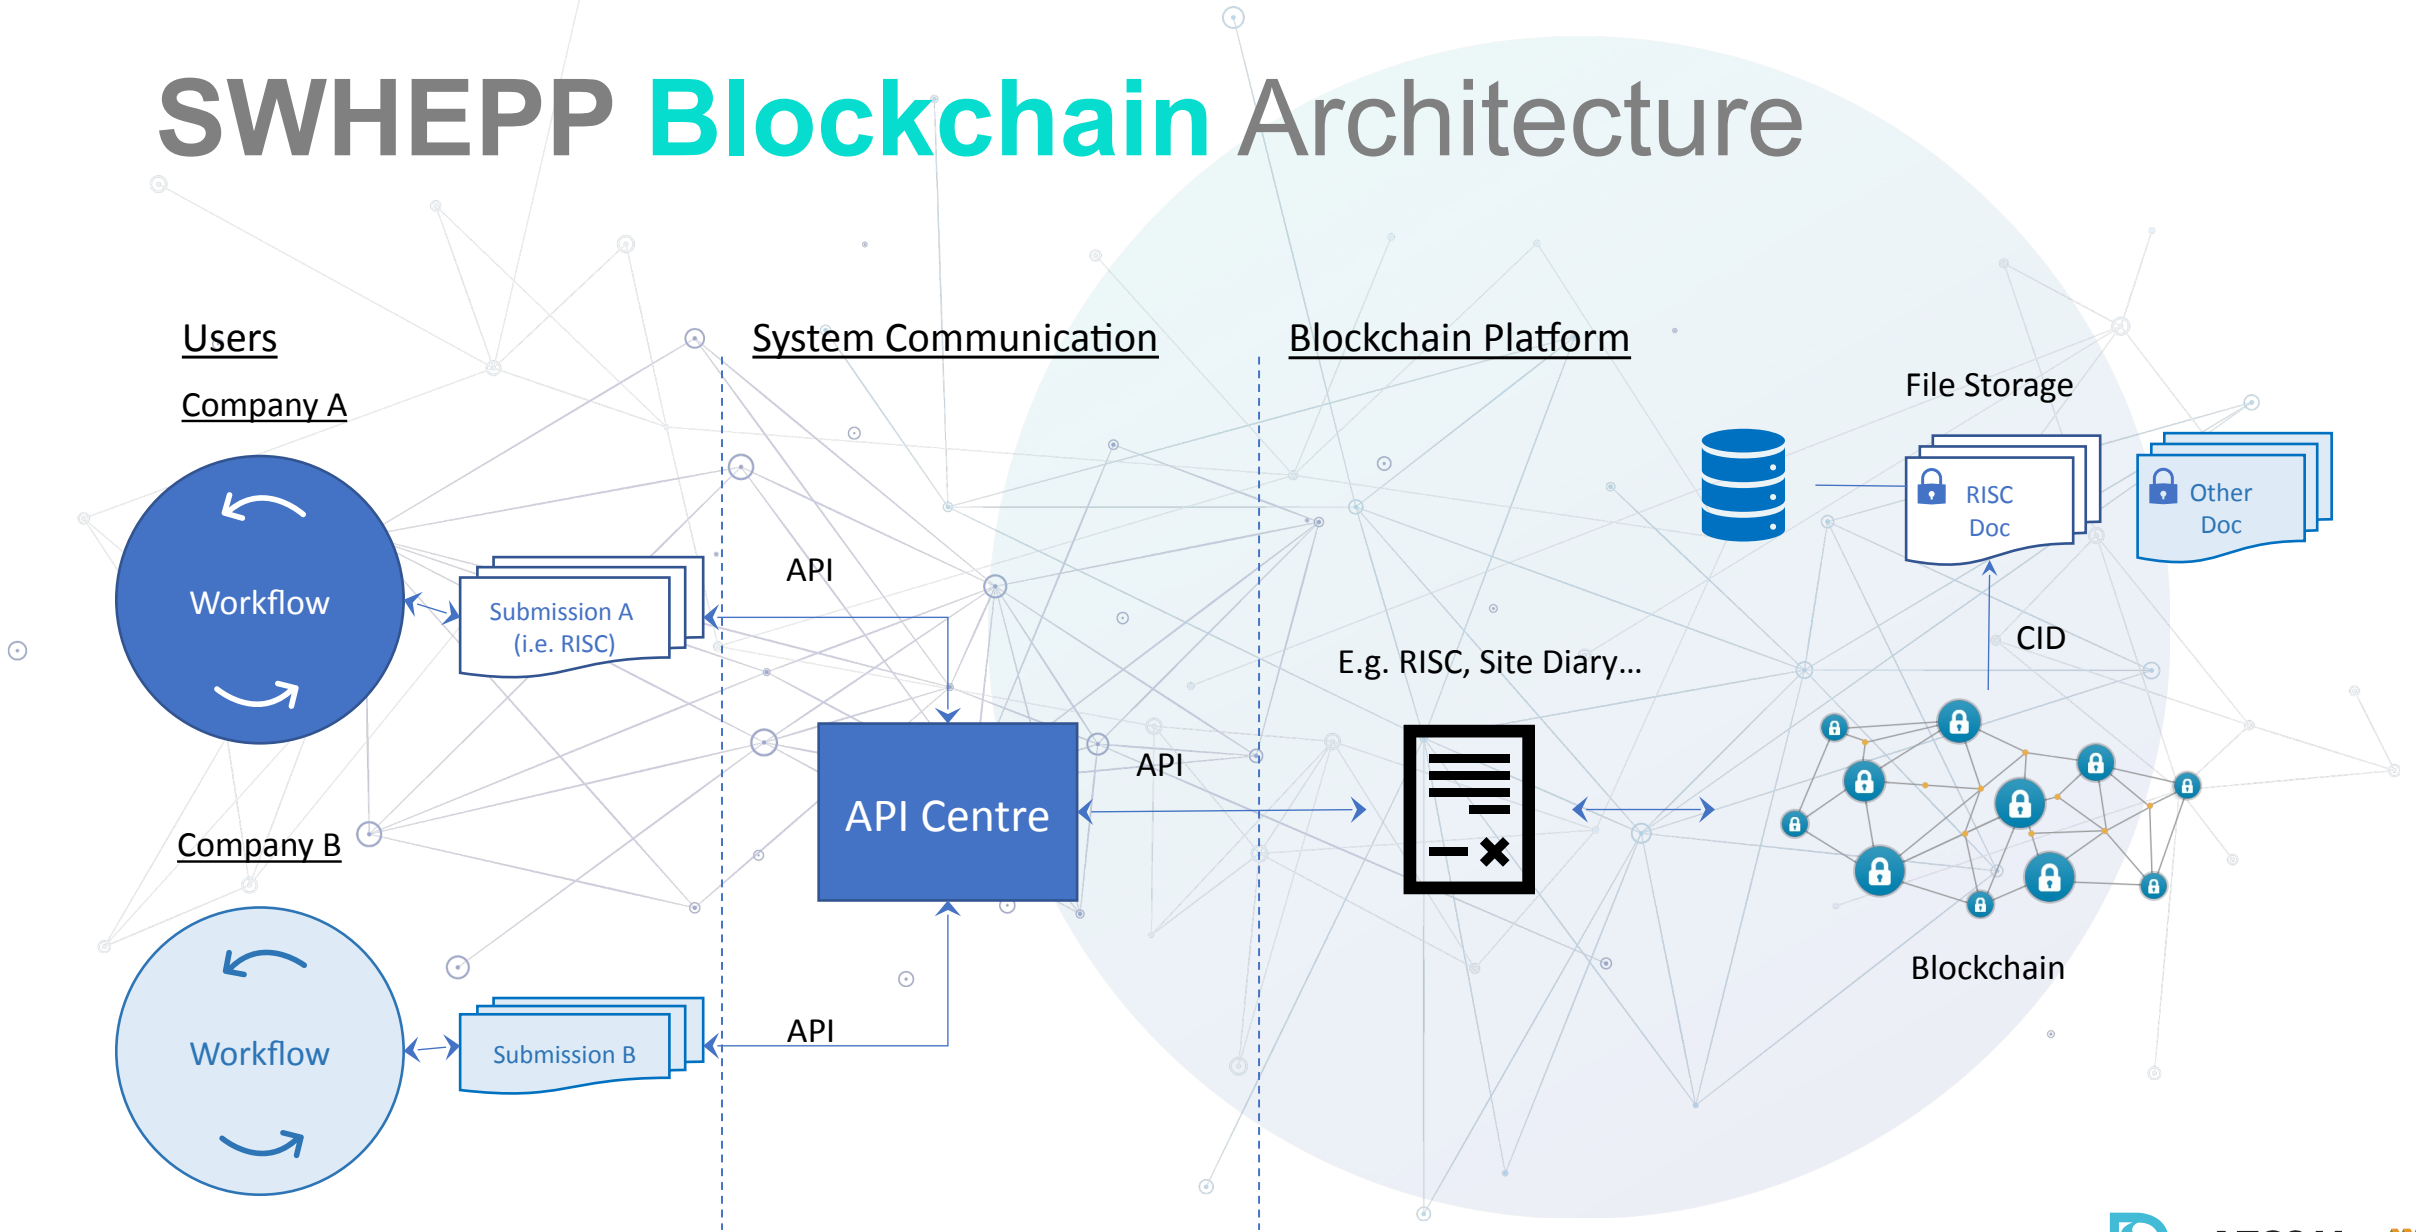 SWHEPP Blockchain Architecture
Users
System Communication
Blockchain Platform
Company A
File Storage
Workflow
Submission A
(i.e. RISC)
API
RISC
Doc
Other
Doc
CID
E.g. RISC, Site Diary...
API Centre
API
Company B
Blockchain
Workflow
Submission B
API